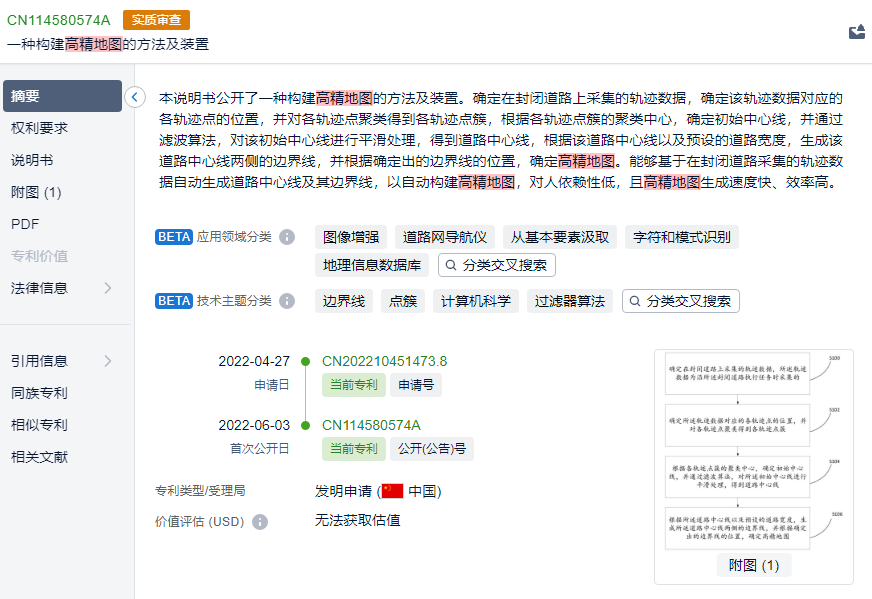 CN114580574A 实质审查
一种构建高精地图的方法及装置
摘要
权利要求
说明书
附图 (1)
PDF
专利价值
法律信息
引用信息
同族专利
相似专利
相关文献
本说明书公开了一种构建高精地图的方法及装置。确定在封闭道路上采集的轨迹数据，确定该轨迹数据对应的
各轨迹点的位置，并对各轨迹点聚类得到各轨迹点簇，根据各轨迹点簇的聚类中心，确定初始中心线，并通过
滤波算法，对该初始中心线进行平滑处理，得到道路中心线，根据该道路中心线以及预设的道路宽度，生成该
道路中心线两侧的边界线，并根据确定出的边界线的位置，确定高精地图。能够基于在封闭道路采集的轨迹数
据自动生成道路中心线及其边界线，以自动构建高精地图，对人依赖性低，且高精地图生成速度快、效率高。
BETA 应用领域分类 图像增强 道路网导航仪 从基本要素汲取 字符和模式识别
地理信息数据库 分类交叉搜索
BETA 技术主题分类 边界线 点簇 计算机科学 过滤器算法 分类交叉搜索
2022-04-27 CN202210451473.8
申请日 当前专利 申请号
2022-06-03 CN114580574A
首次公开日 当前专利 公开(公告)号
专利类型/受理局 发明申请 (中国)
价值评估 (USD) 无法获取估值
确定在封闭道路上采集的轨迹数据，所述轨迹
数据为沿所述封闭道路执行任务时采集的
S100
确定所述轨迹数据对应的各轨迹点的位置，并
对各轨迹点聚类得到各轨迹点簇
S102
根据各轨迹点簇的聚类中心，确定初始中心
线，并通过滤波算法，对所述初始中心线进行
平滑处理，得到道路中心线
S104
根据所述道路中心线以及预设的道路宽度，生
成所述道路中心线两侧的边界线，并根据确定
出的边界线的位置，确定高精地图
S106
附图 (1)